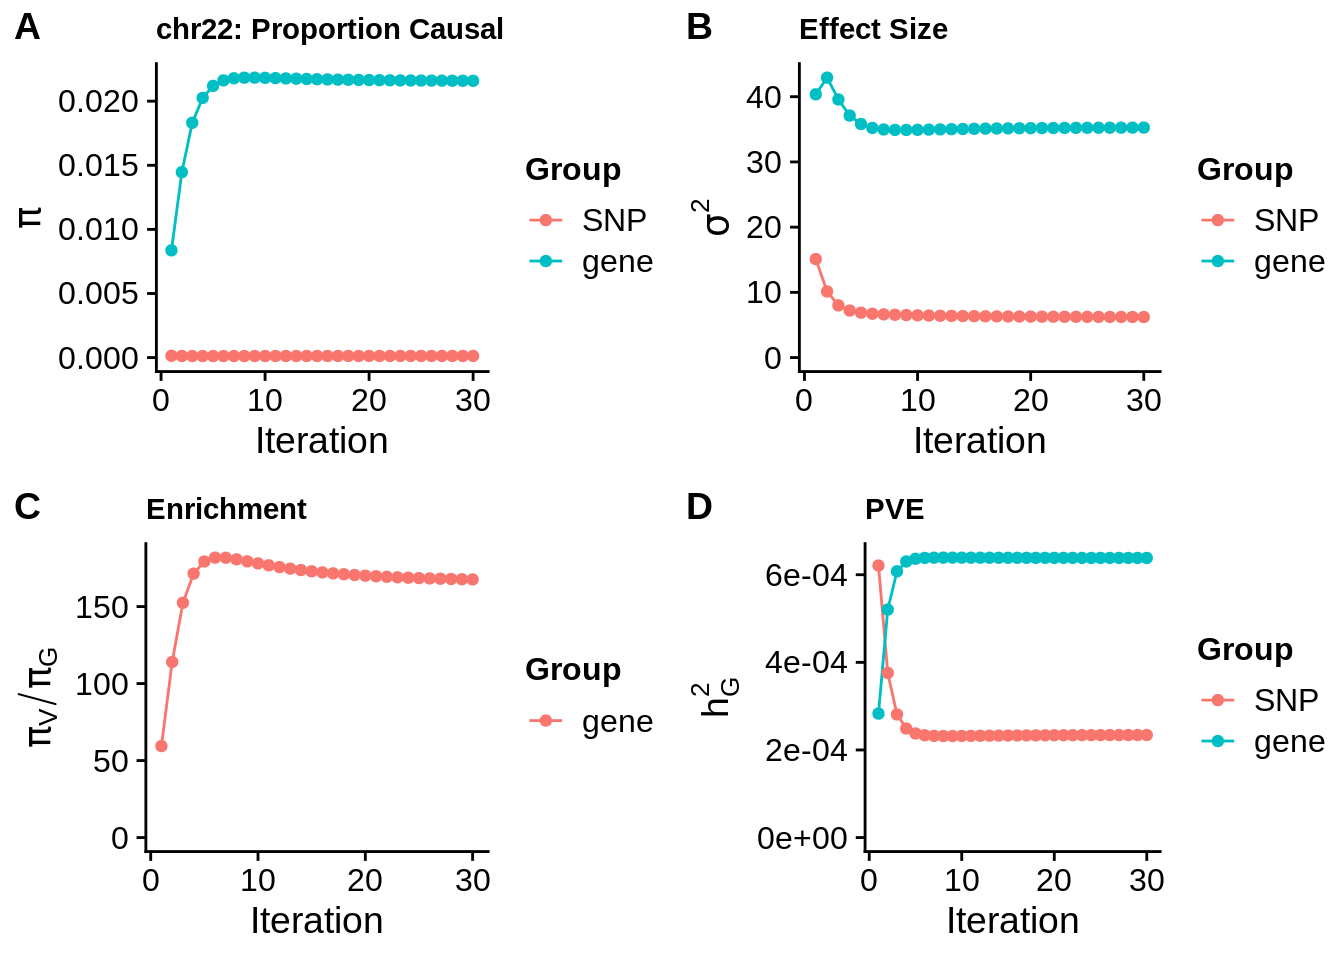 A
chr22: Proportion Causal
π
0.020
0.015
0.010
0.005
0.000
0 10 20 30
Iteration
Group
SNP
gene
B
Effect Size
σ²
40
30
20
10
0
0 10 20 30
Iteration
Group
SNP
gene
C
Enrichment
π_V/π_G
150
100
50
0
0 10 20 30
Iteration
Group
gene
D
PVE
h²_G
6e-04
4e-04
2e-04
0e+00
0 10 20 30
Iteration
Group
SNP
gene